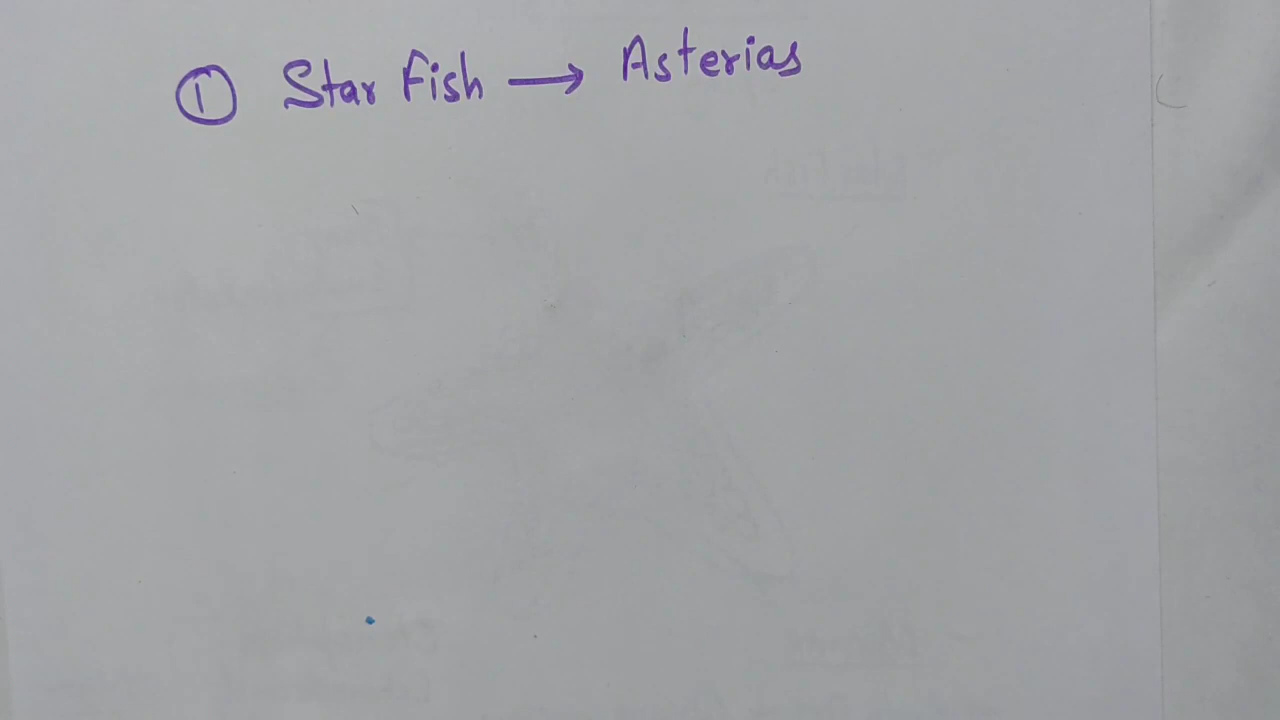 ① Star Fish → Asterias